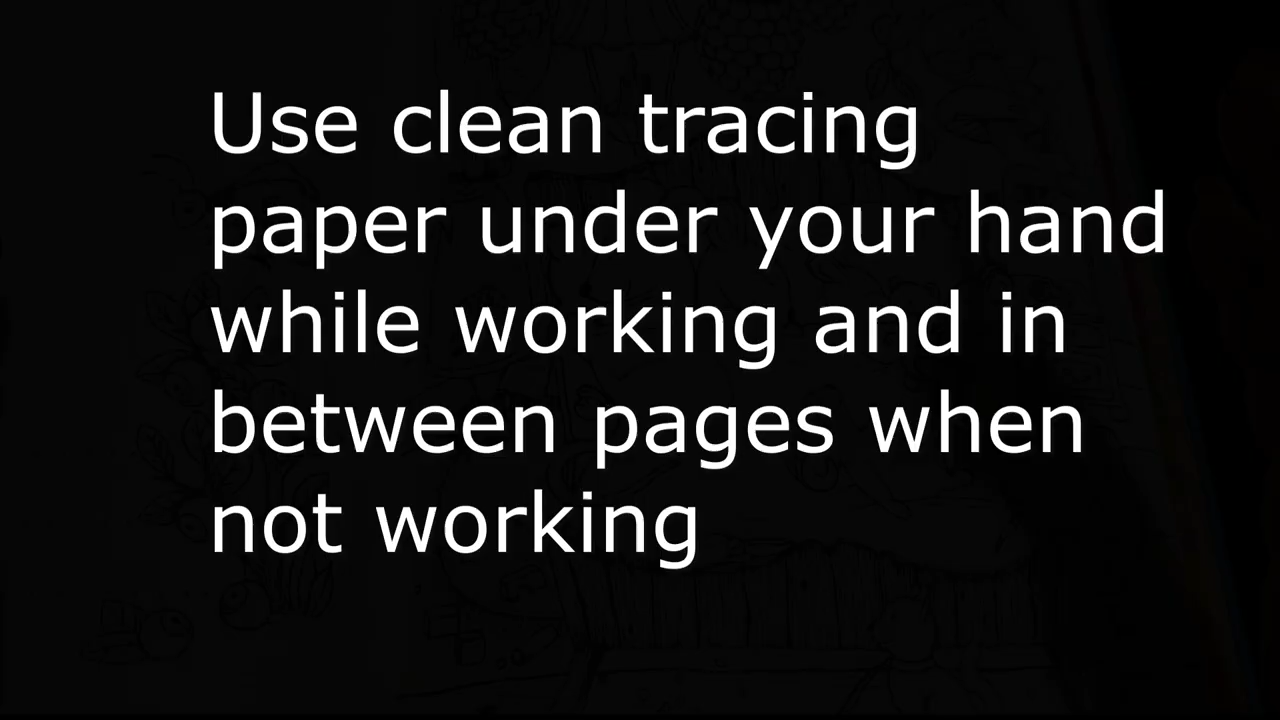 Use clean tracing
paper under your hand
while working and in
between pages when
not working